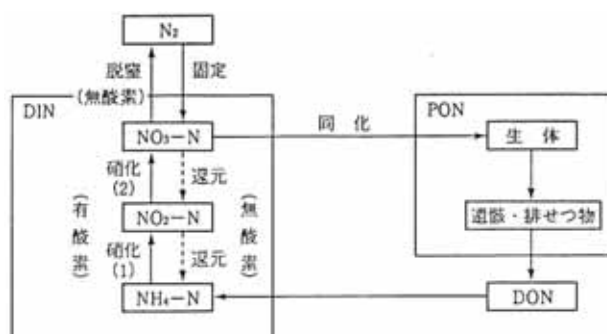 N₂
脱窒
固定
(無酸素)
DIN
PON
NO₃－N
同化
生体
硝化
(2)
還元
(有酸素)
(無酸素)
NO₂－N
遺骸・排せつ物
硝化
(1)
還元
NH₄－N
DON